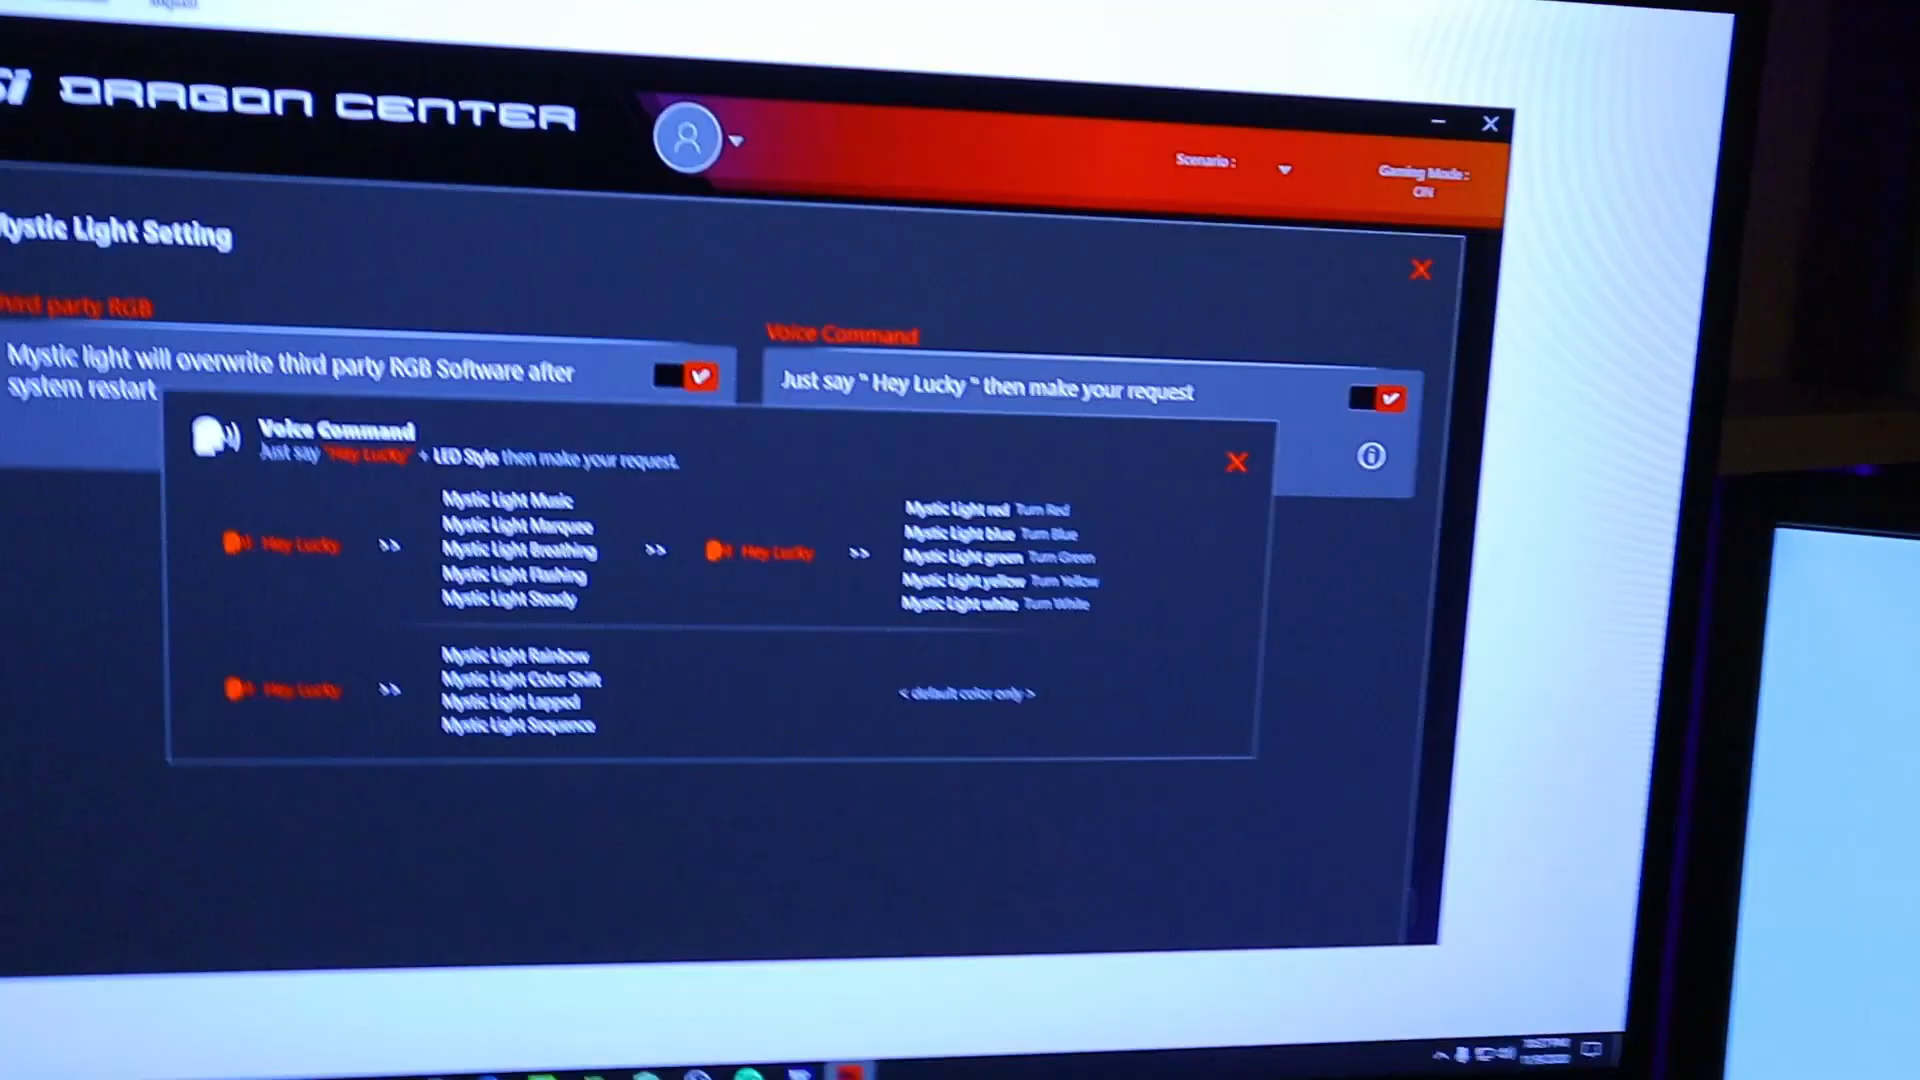 DRAGON CENTER
Scenario :
Gaming Mode :
ON
Mystic Light Setting
Third party RGB
Mystic light will overwrite third party RGB Software after
system restart
Voice Command
Just say " Hey Lucky " then make your request
Voice Command
Just say "Hey Lucky" + LED Style then make your request.
Hey Lucky >>
Mystic Light Music
Mystic Light Marquee
Mystic Light Breathing
Mystic Light Flashing
Mystic Light Steady
>> Hey Lucky >>
Mystic Light red Turn Red
Mystic Light blue Turn Blue
Mystic Light green Turn Green
Mystic Light yellow Turn Yellow
Mystic Light white Turn White
Hey Lucky >>
Mystic Light Rainbow
Mystic Light Color Shift
Mystic Light Lapped
Mystic Light Sequence
< default color only >